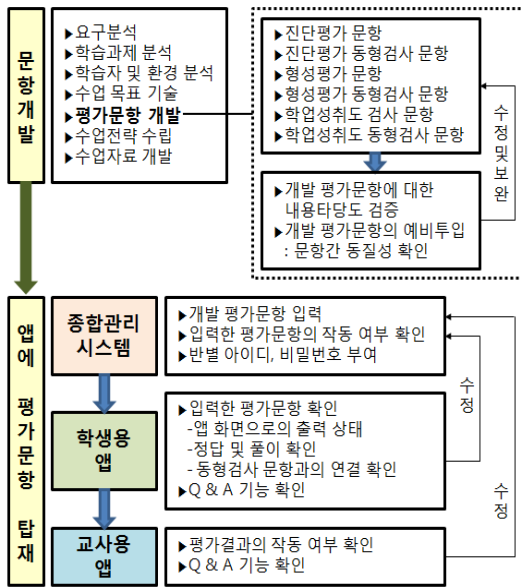 문항개발
▶요구분석
▶학습과제 분석
▶학습자 및 환경 분석
▶수업 목표 기술
▶평가문항 개발
▶수업전략 수립
▶수업자료 개발
▶진단평가 문항
▶진단평가 동형검사 문항
▶형성평가 문항
▶형성평가 동형검사 문항
▶학업성취도 검사 문항
▶학업성취도 동형검사 문항
수정및보완
▶개발 평가문항에 대한
내용타당도 검증
▶개발 평가문항의 예비투입
: 문항간 동질성 확인
앱에 평가문항 탑재
종합관리
시스템
▶개발 평가문항 입력
▶입력한 평가문항의 작동 여부 확인
▶반별 아이디, 비밀번호 부여
학생용
앱
▶입력한 평가문항 확인
-앱 화면으로의 출력 상태
-정답 및 풀이 확인
- 동형검사 문항과의 연결 확인
▶Q & A 기능 확인
수정
교사용
앱
▶평가결과의 작동 여부 확인
▶Q & A 기능 확인
수정